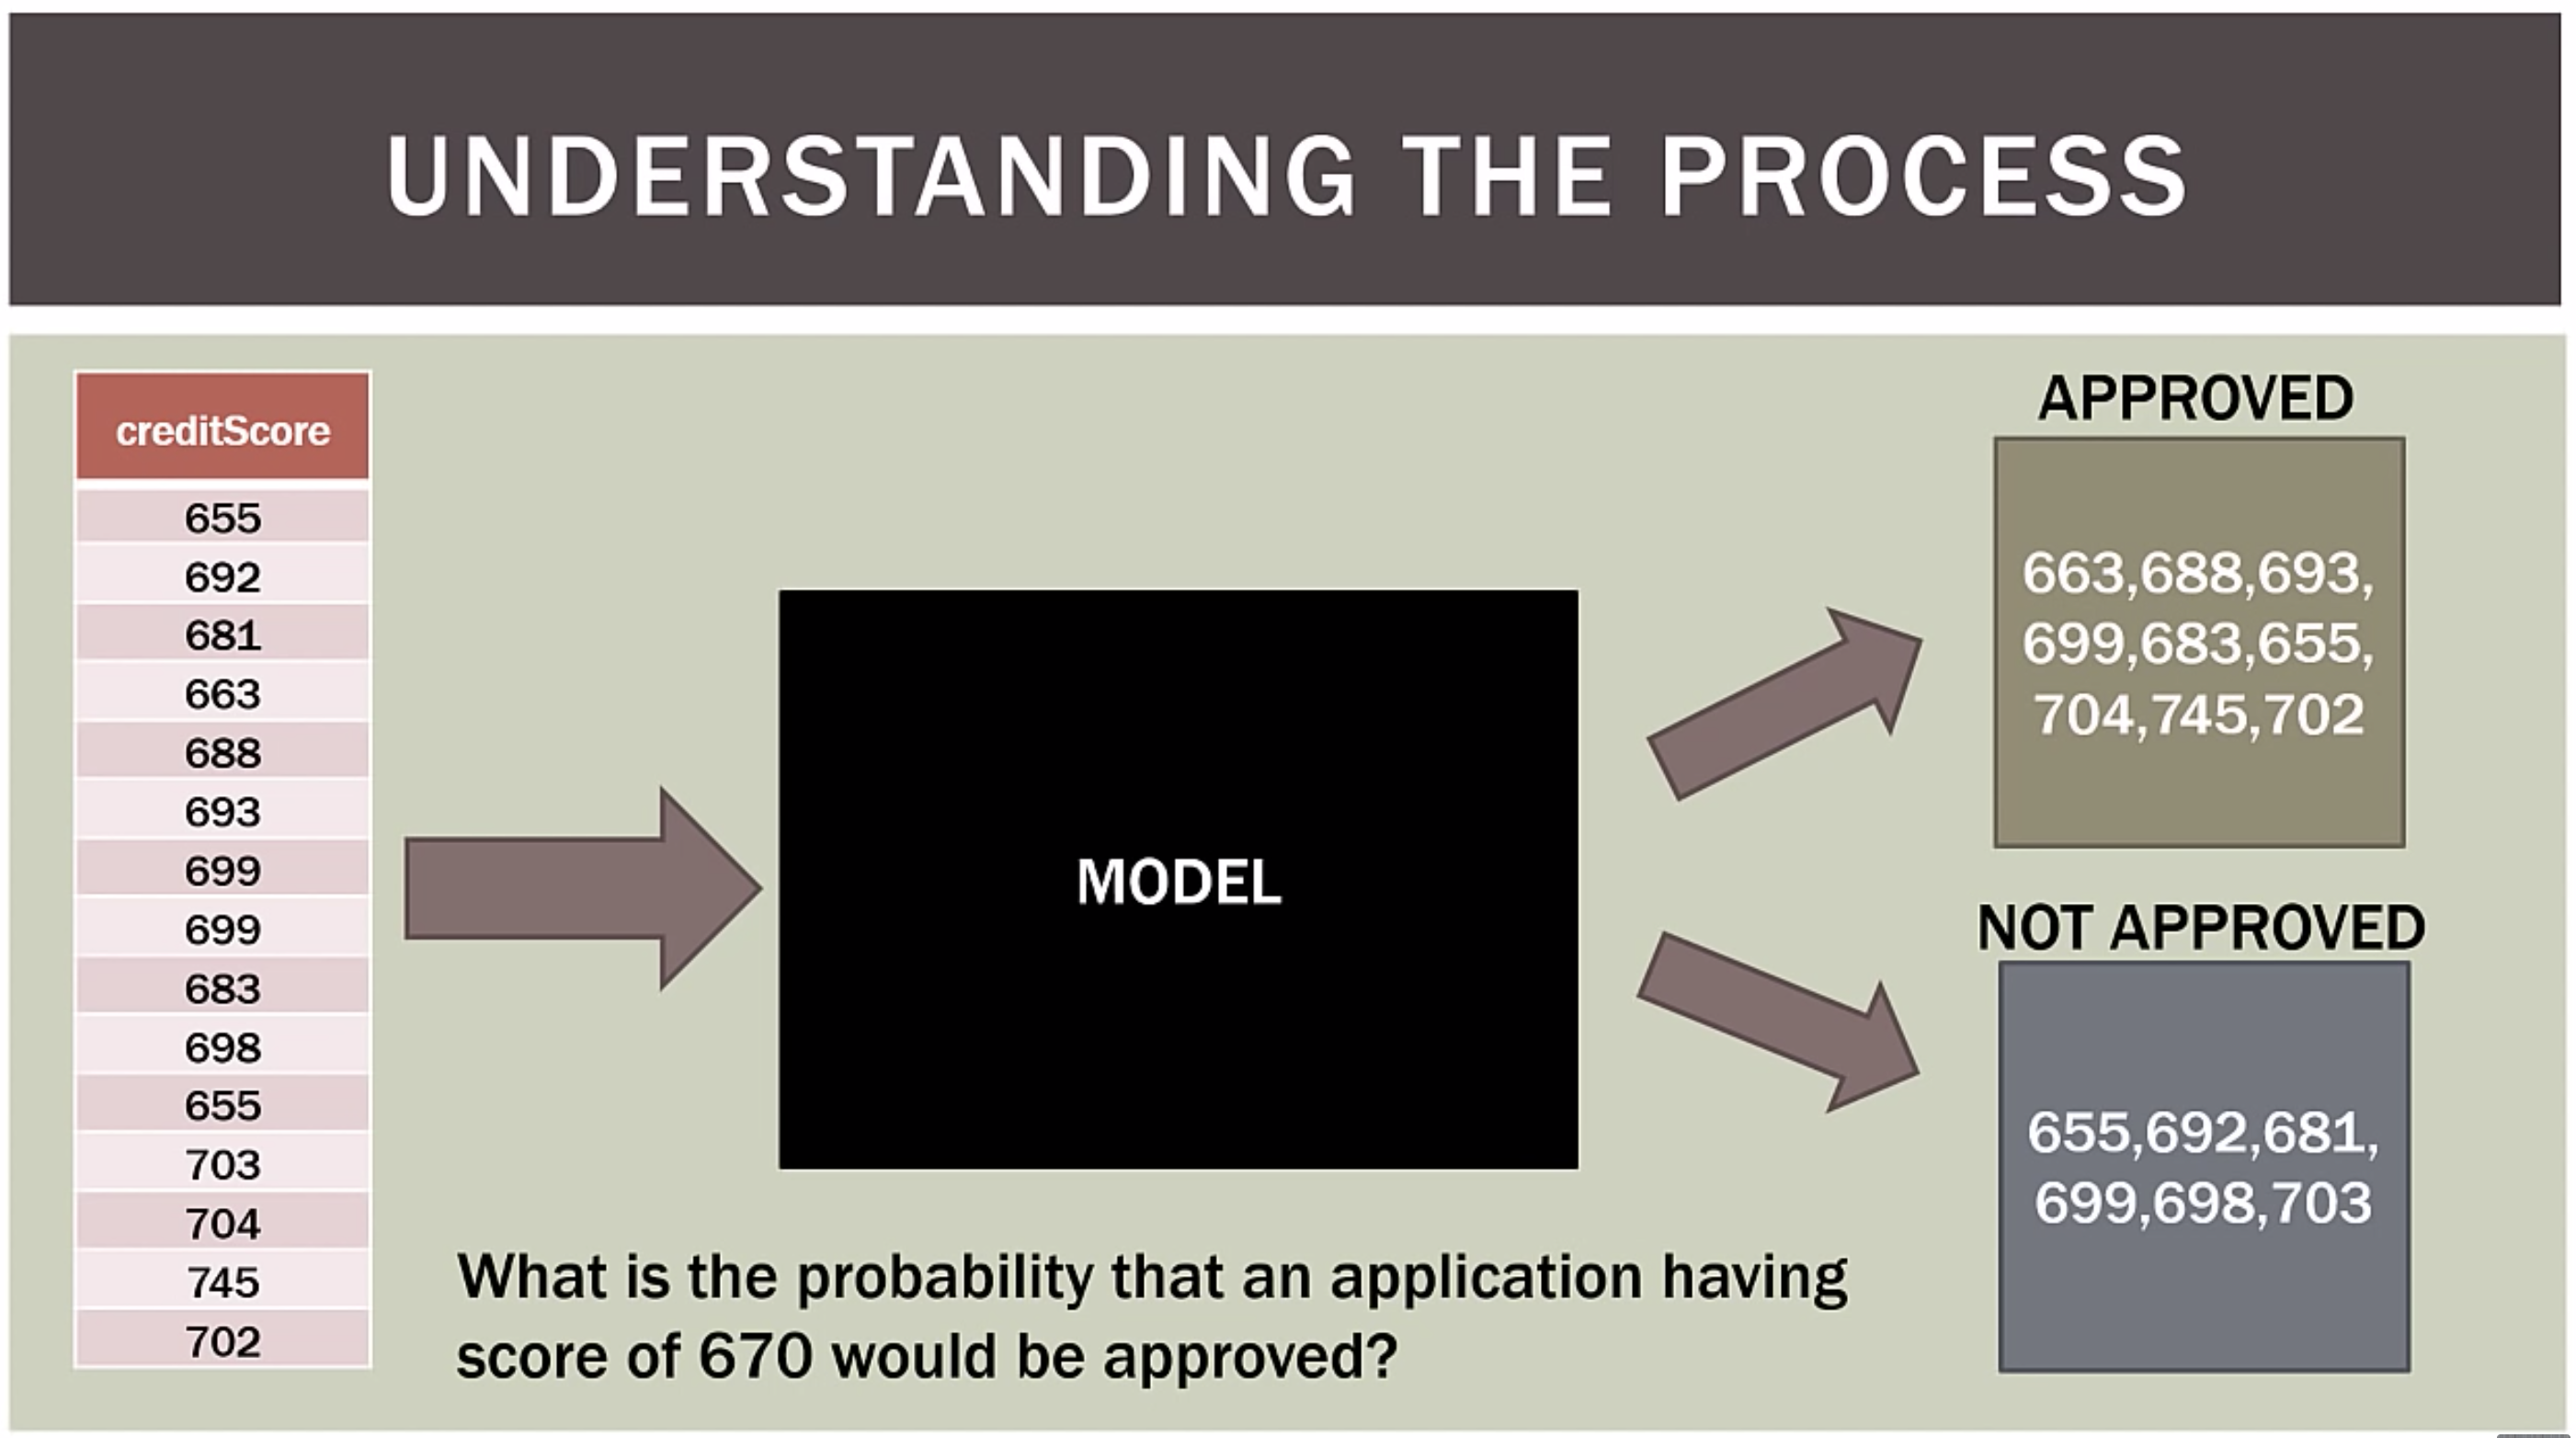 UNDERSTANDING THE PROCESS
creditScore
655
692
681
663
688
693
699
699
683
698
655
703
704
745
702
MODEL
What is the probability that an application having
score of 670 would be approved?
APPROVED
663,688,693,
699,683,655,
704,745,702
NOT APPROVED
655,692,681,
699,698,703